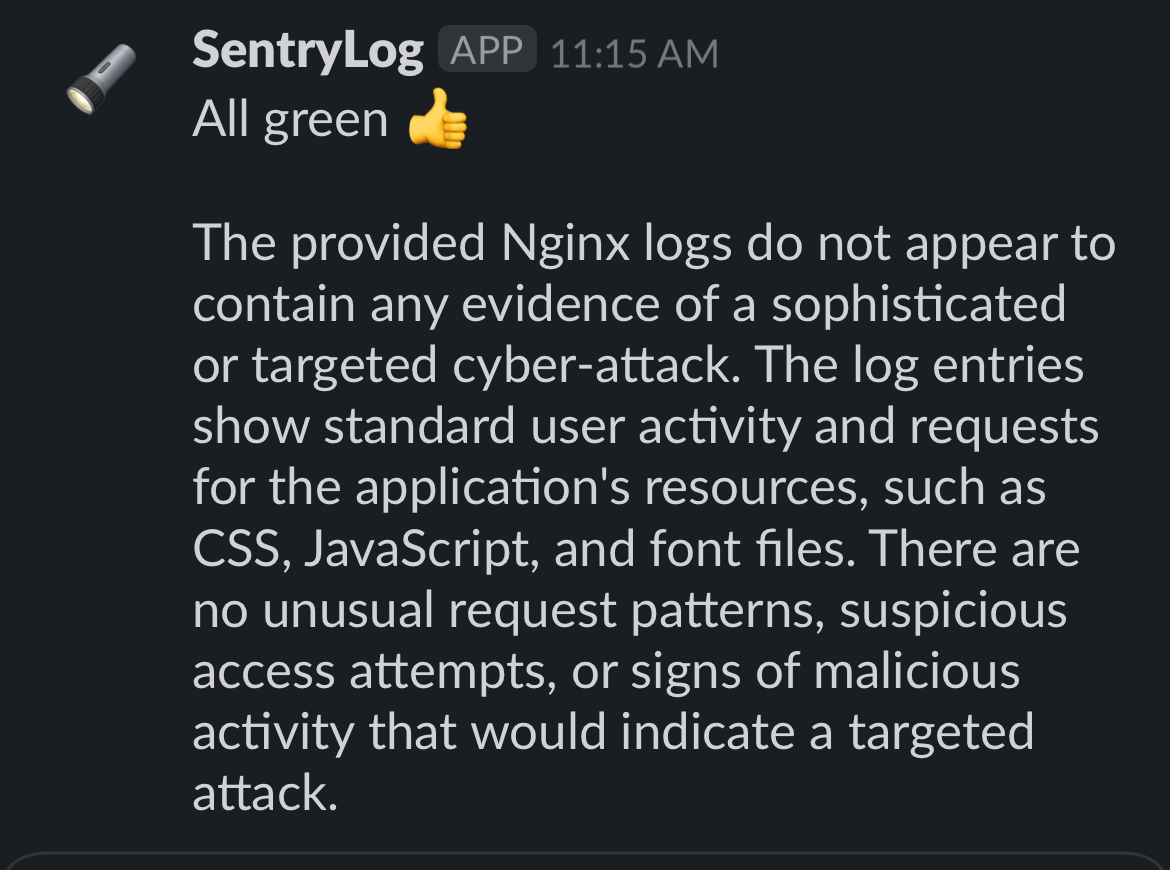 SentryLog APP 11:15 AM
All green 👍
The provided Nginx logs do not appear to
contain any evidence of a sophisticated
or targeted cyber-attack. The log entries
show standard user activity and requests
for the application's resources, such as
CSS, JavaScript, and font files. There are
no unusual request patterns, suspicious
access attempts, or signs of malicious
activity that would indicate a targeted
attack.